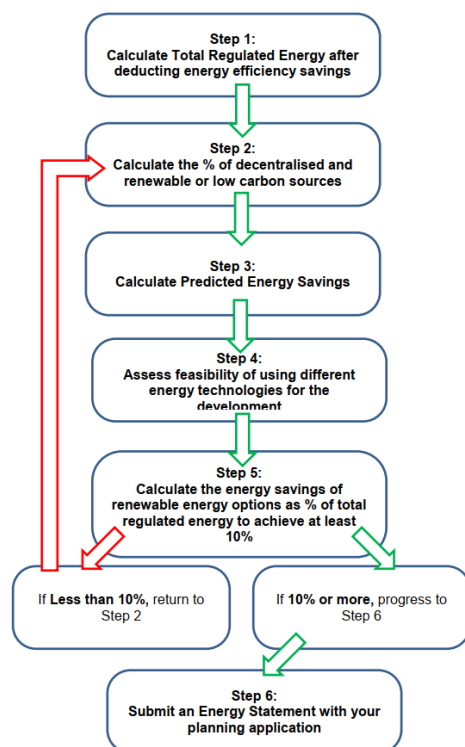 Step 1:
Calculate Total Regulated Energy after
deducting energy efficiency savings
Step 2:
Calculate the % of decentralised and
renewable or low carbon sources
Step 3:
Calculate Predicted Energy Savings
Step 4:
Assess feasibility of using different
energy technologies for the
development
Step 5:
Calculate the energy savings of
renewable energy options as % of total
regulated energy to achieve at least
10%
If Less than 10%, return to
Step 2
If 10% or more, progress to
Step 6
Step 6:
Submit an Energy Statement with your
planning application